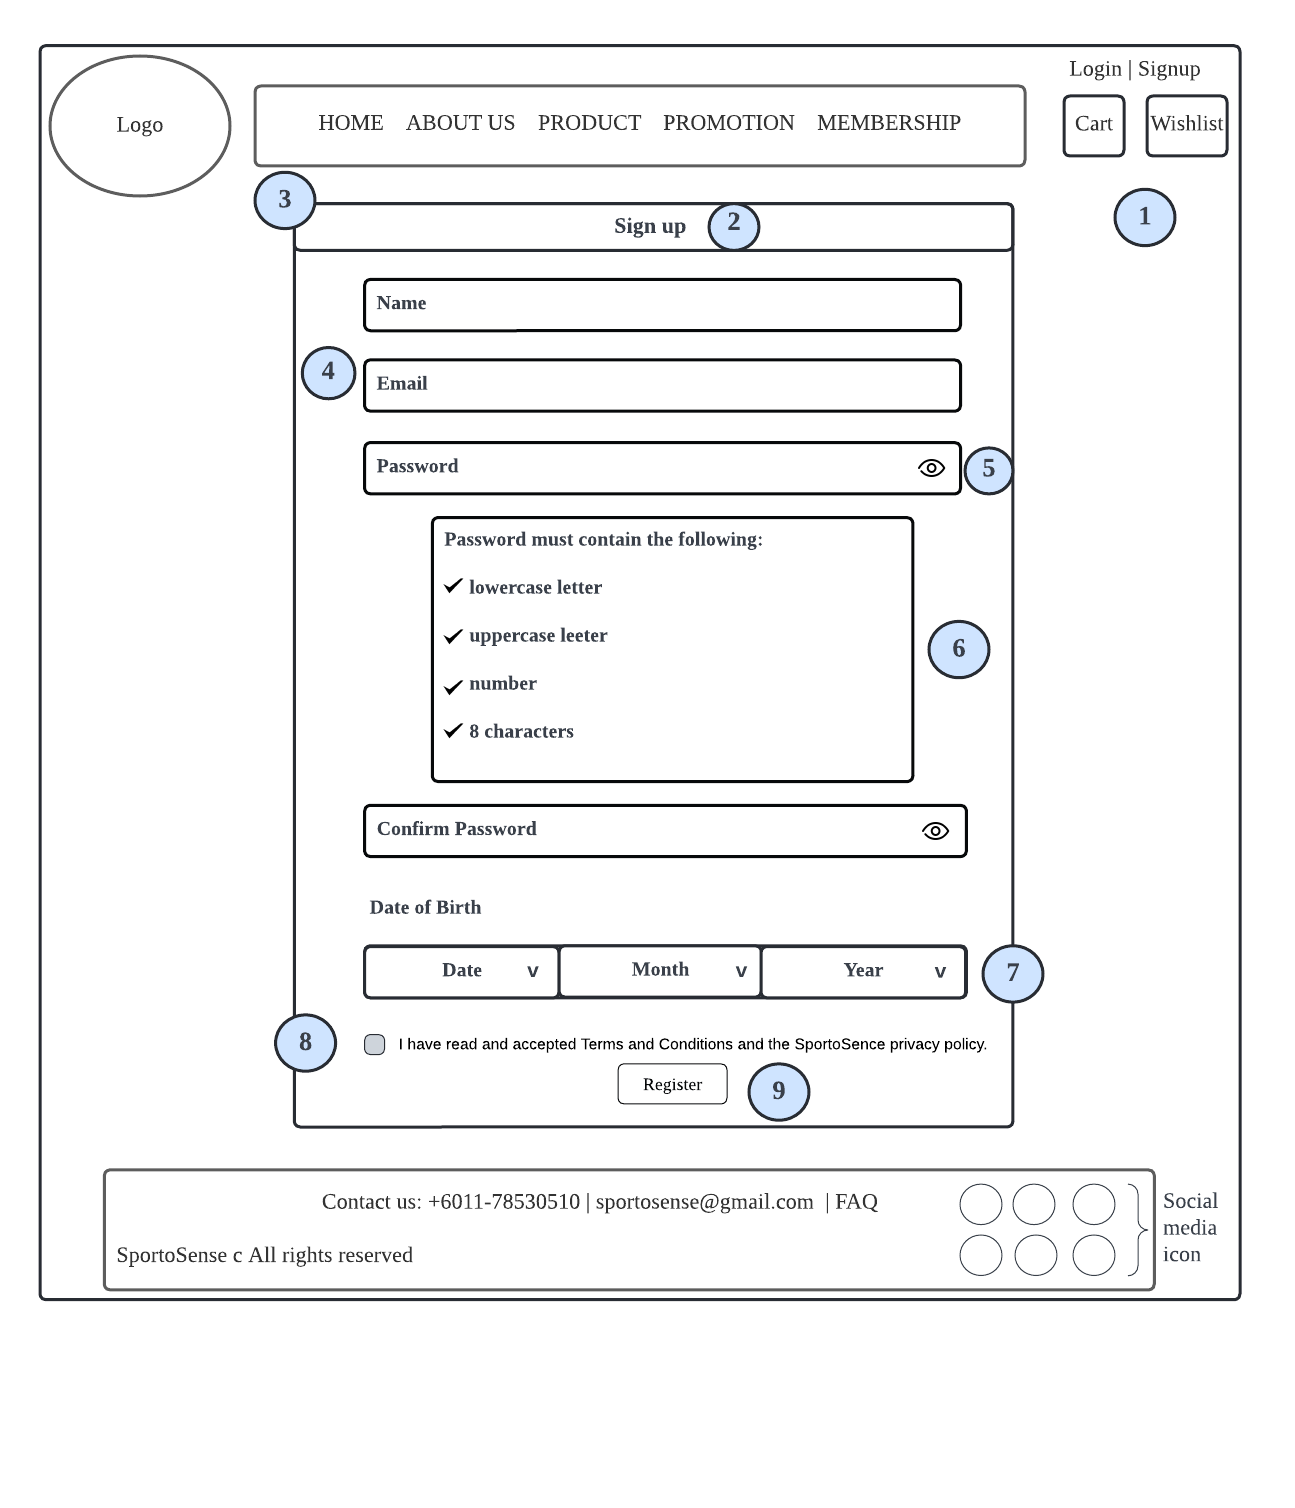 Login | Signup
Logo
HOME ABOUT US PRODUCT PROMOTION MEMBERSHIP
Cart
Wishlist
3
1
Sign up
2
Name
4
Email
Password
5
Password must contain the following:
lowercase letter
uppercase leeter
6
number
8 characters
Confirm Password
Date of Birth
Date v
Month v
Year v
7
8
I have read and accepted Terms and Conditions and the SportoSence privacy policy.
Register
9
Contact us: +6011-78530510 | sportosense@gmail.com | FAQ
SportoSense c All rights reserved
Social
media
icon